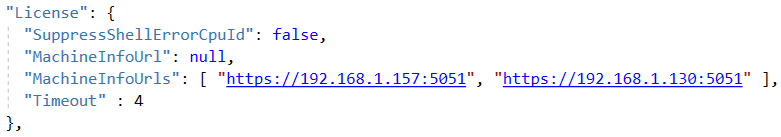 "License": {
"SuppressShellErrorCpuId": false,
"MachineInfoUrl": null,
"MachineInfoUrls": [ "https://192.168.1.157:5051", "https://192.168.1.130:5051" ],
"Timeout" : 4
},